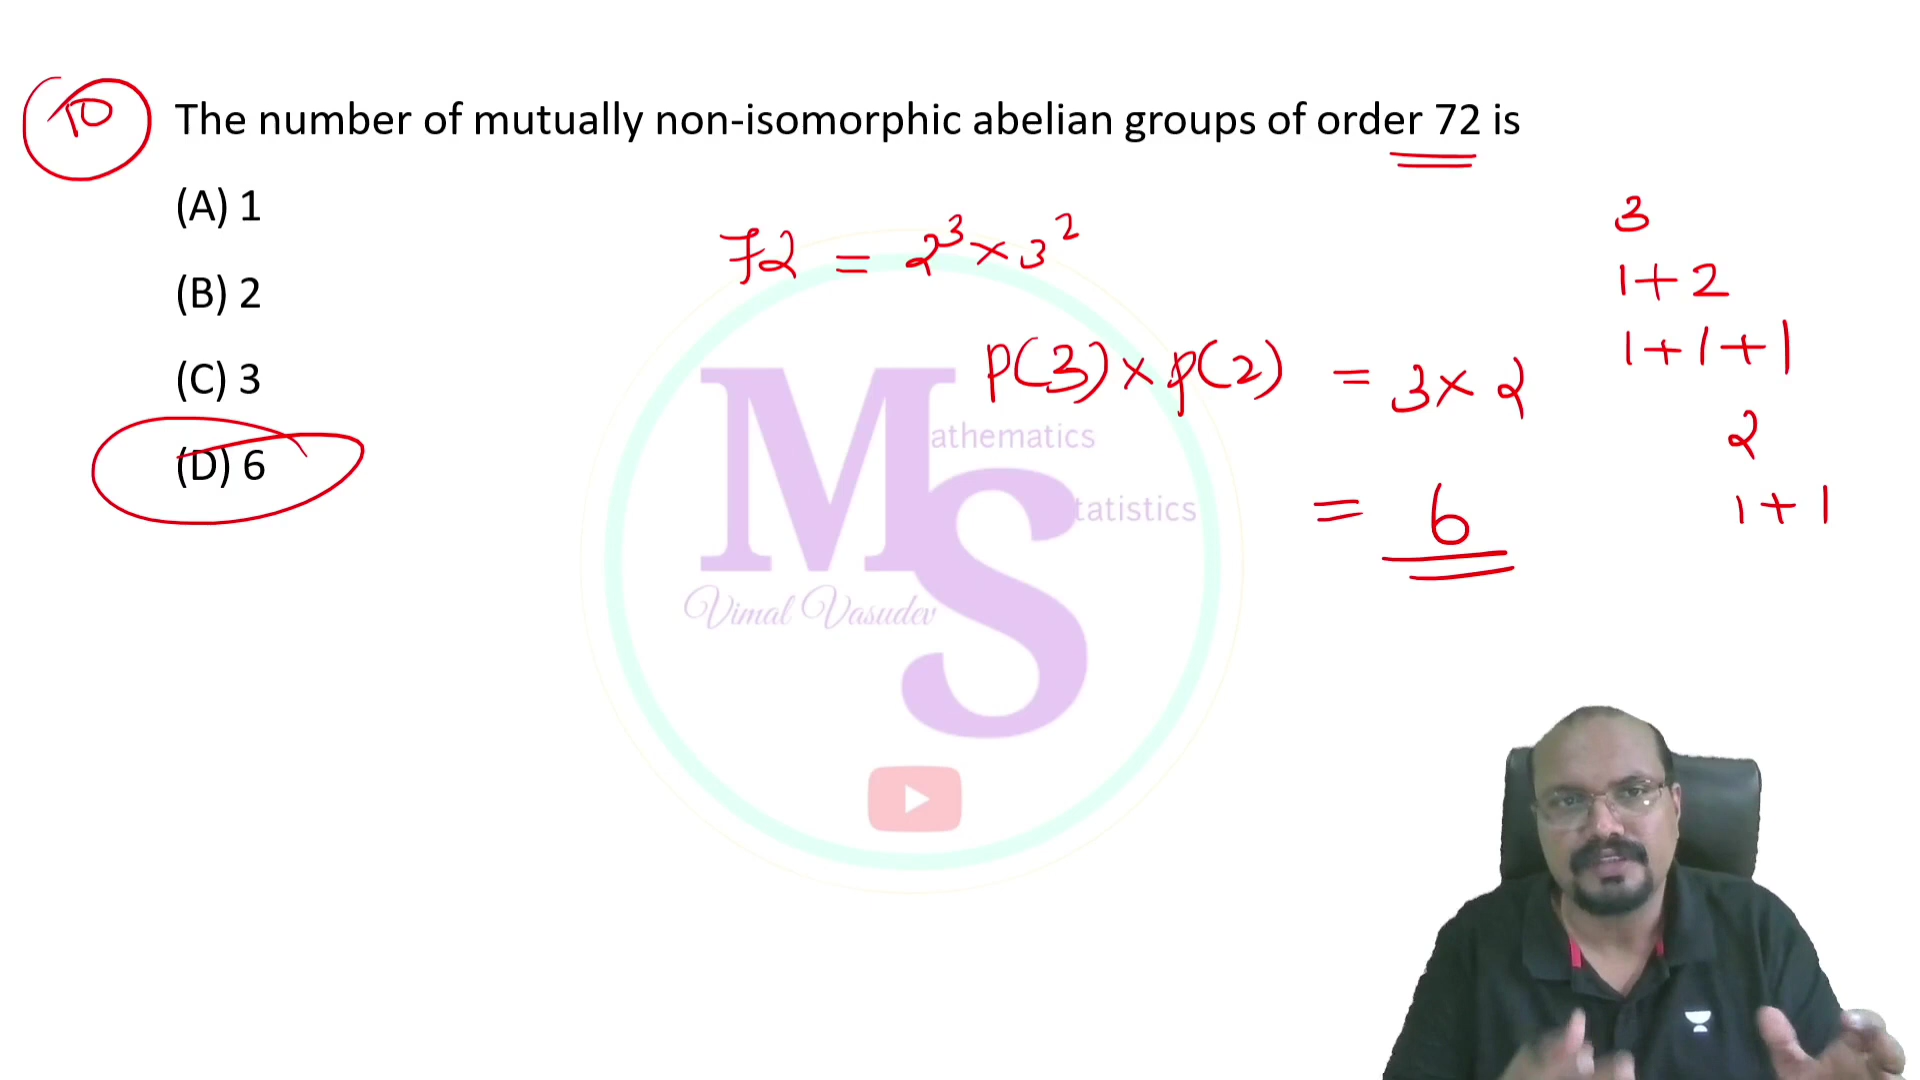 10
The number of mutually non-isomorphic abelian groups of order 72 is
(A) 1
(B) 2
(C) 3
(D) 6
72 = 2³ × 3²
p(3) × p(2) = 3 × 2
= 6
3
1+2
1+1+1
2
1+1
M athematics
S tatistics
Vimal Vasudev